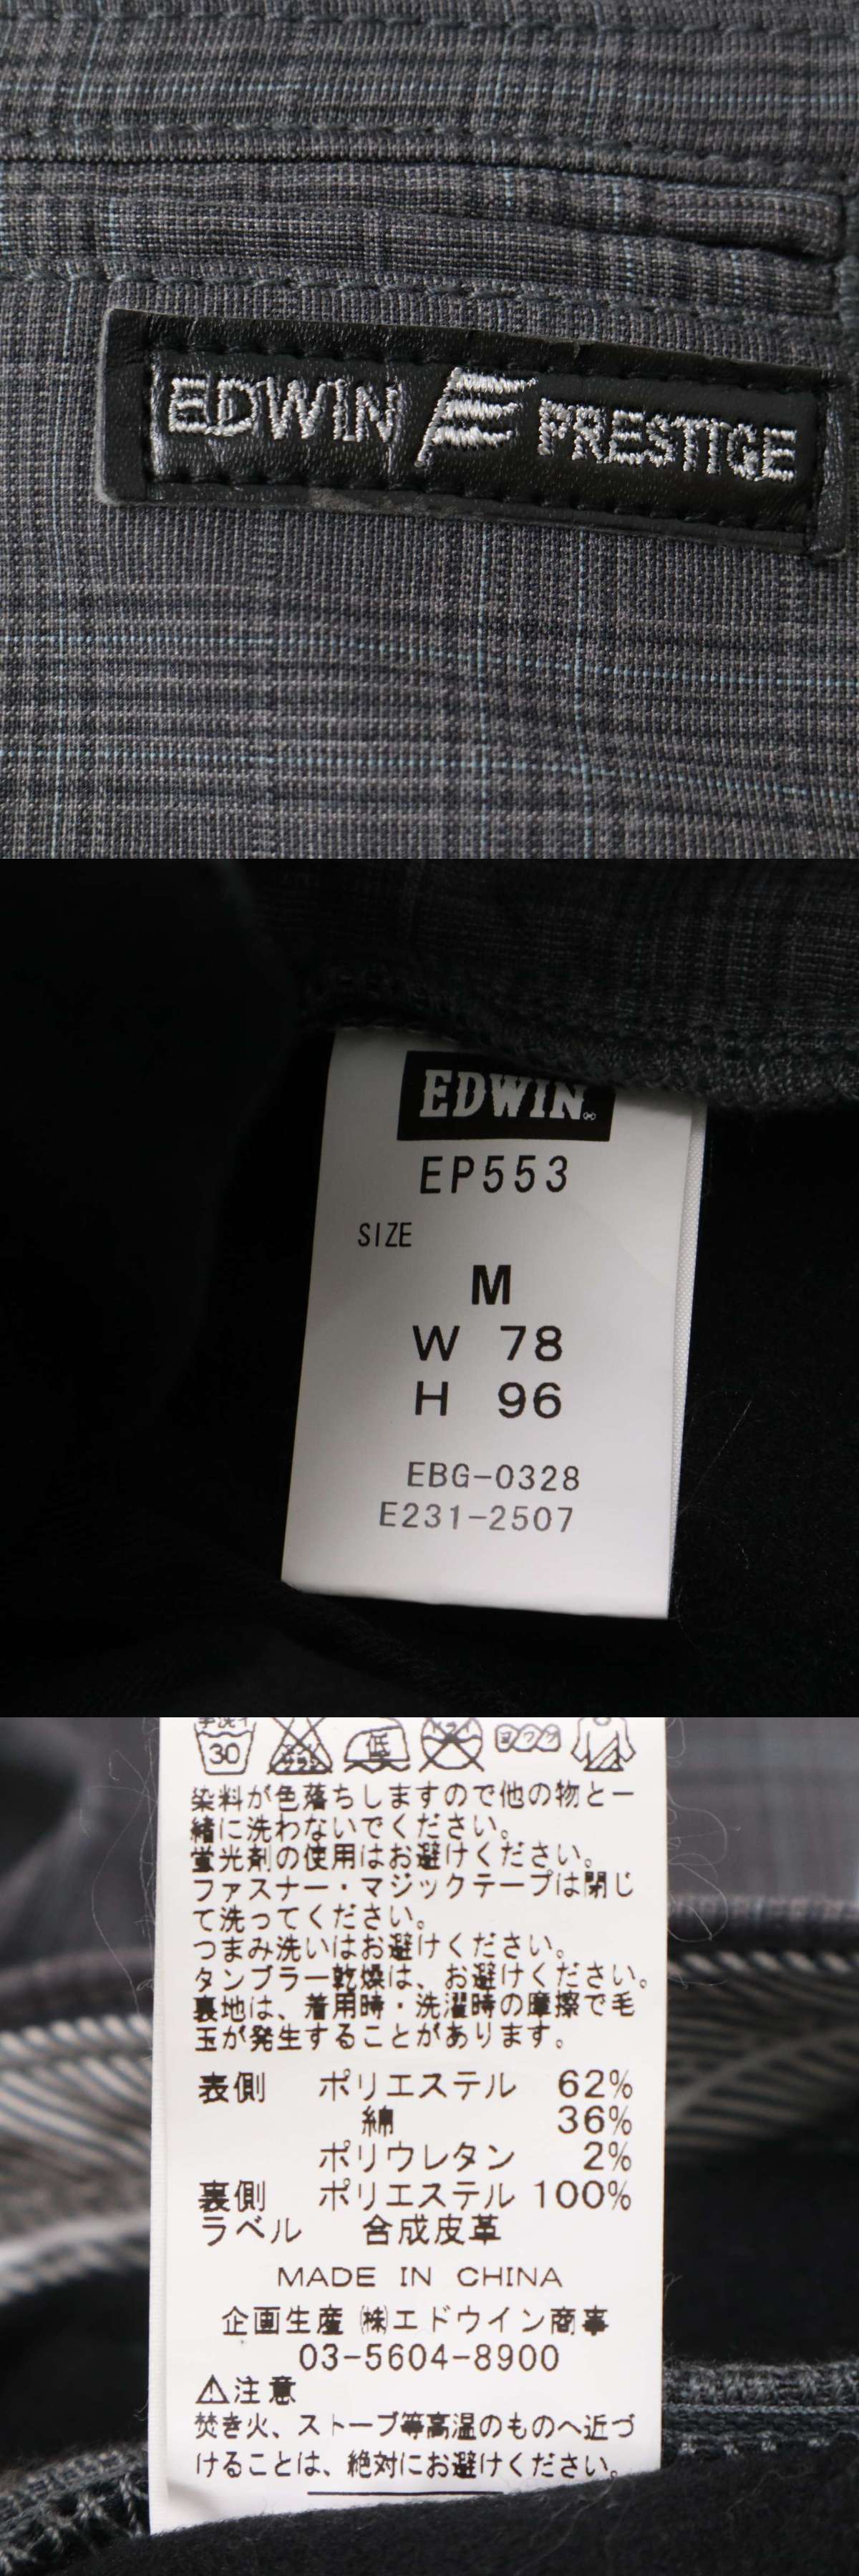 EDWIN E PRESTIGE
EDWIN
EP553
SIZE
M
W 78
H 96
EBG-0328
E231-2507
30 低
染料が色落ちしますので他の物と一
緒に洗わないでください。
蛍光剤の使用はお避けください。
ファスナー・マジックテープは閉じ
て洗ってください。
つまみ洗いはお避けください。
タンブラー乾燥は、お避けください。
裏地は、着用時・洗濯時の摩擦で毛
玉が発生することがあります。
表側 ポリエステル 62%
綿 36%
ポリウレタン 2%
裏側 ポリエステル 100%
ラベル 合成皮革
MADE IN CHINA
企画生産 ㈱エドウイン商事
03-5604-8900
⚠注意
焚き火、ストーブ等高温のものへ近づ
けることは、絶対にお避けください。